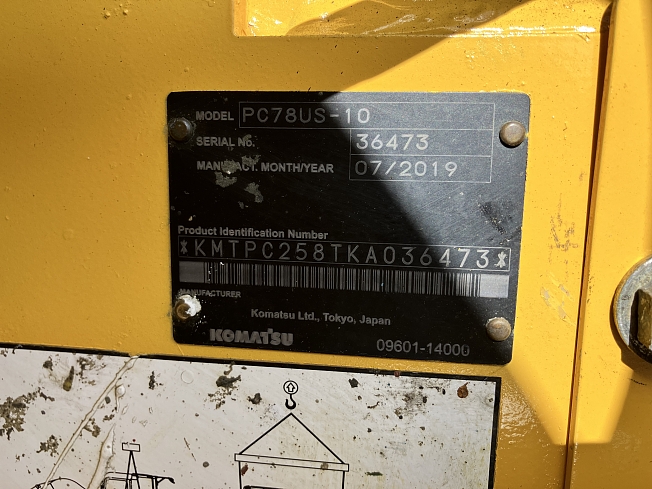 MODEL PC78US-10
SERIAL No. 36473
MANUFACT. MONTH/YEAR 07/2019
Product Identification Number
*KMTPC258TKA036473*
MANUFACTURER
Komatsu Ltd., Tokyo, Japan
KOMATSU 09601-14000